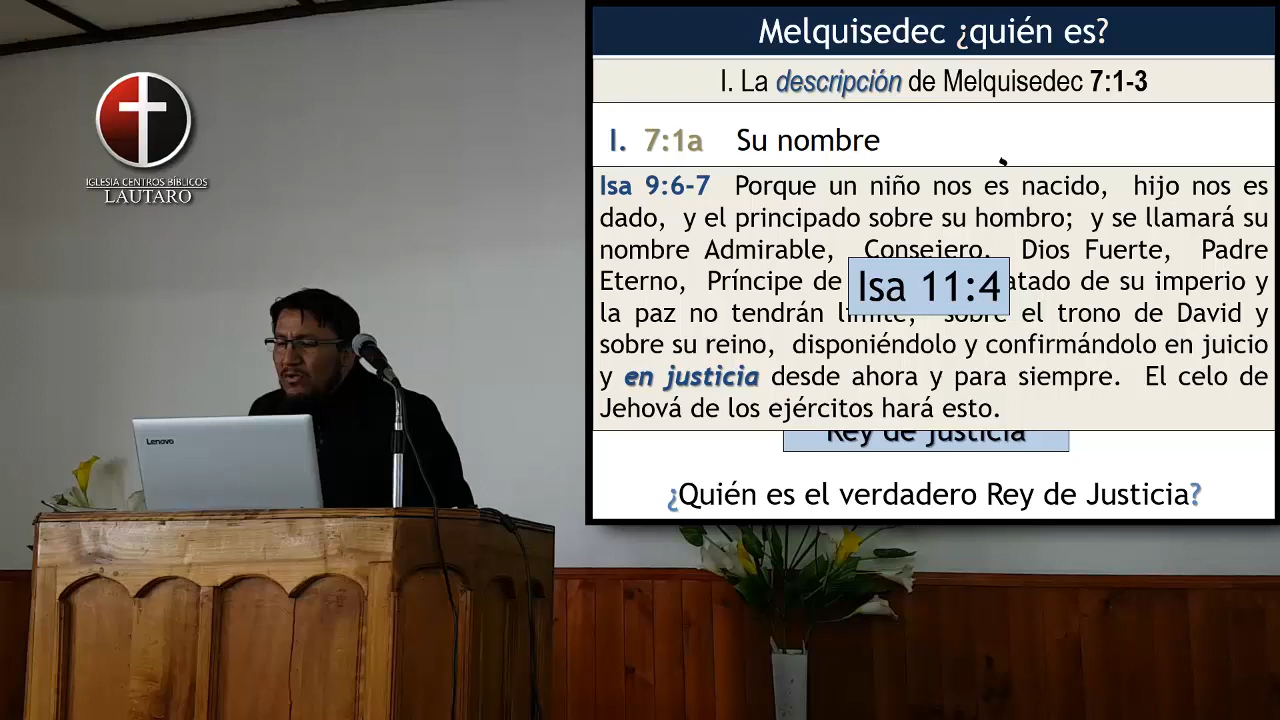 IGLESIA CENTROS BÍBLICOS
LAUTARO
Lenovo
Melquisedec ¿quién es?
I. La descripción de Melquisedec 7:1-3
I. 7:1a Su nombre
Isa 9:6-7 Porque un niño nos es nacido, hijo nos es
dado, y el principado sobre su hombro; y se llamará su
nombre Admirable, Consejero, Dios Fuerte, Padre
Eterno, Príncipe de atado de su imperio y
Isa 11:4
la paz no tendrán límite, sobre el trono de David y
sobre su reino, disponiéndolo y confirmándolo en juicio
y en justicia desde ahora y para siempre. El celo de
Jehová de los ejércitos hará esto.
Rey de justicia
¿Quién es el verdadero Rey de Justicia?